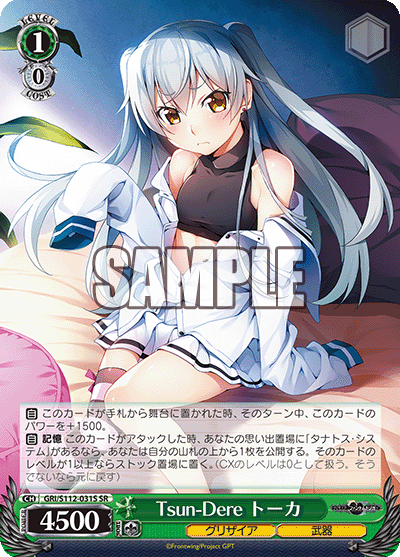 LEVEL
1
0
COST
SAMPLE
自 このカードが手札から舞台に置かれた時、そのターン中、このカードの
パワーを+1500。
自 記憶 このカードがアタックした時、あなたの思い出置場に「タナトス・シ
ステム」があるなら、あなたは自分の山札の上から1枚を公開する。そのカード
のレベルが1以上ならストック置場に置く。(CXのレベルは0として扱う。そう
でないなら元に戻す)
GRI/S112-031S SR
Tsun-Dere トーカ
4500
グリザイア
武器
©Frontwing/Project GPT